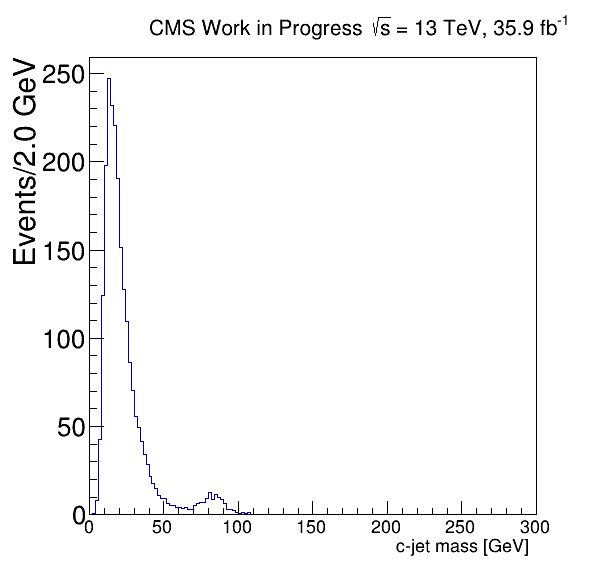 CMS Work in Progress √s = 13 TeV, 35.9 fb⁻¹
Events/2.0 GeV
250
200
150
100
50
0
0 50 100 150 200 250 300
c-jet mass [GeV]